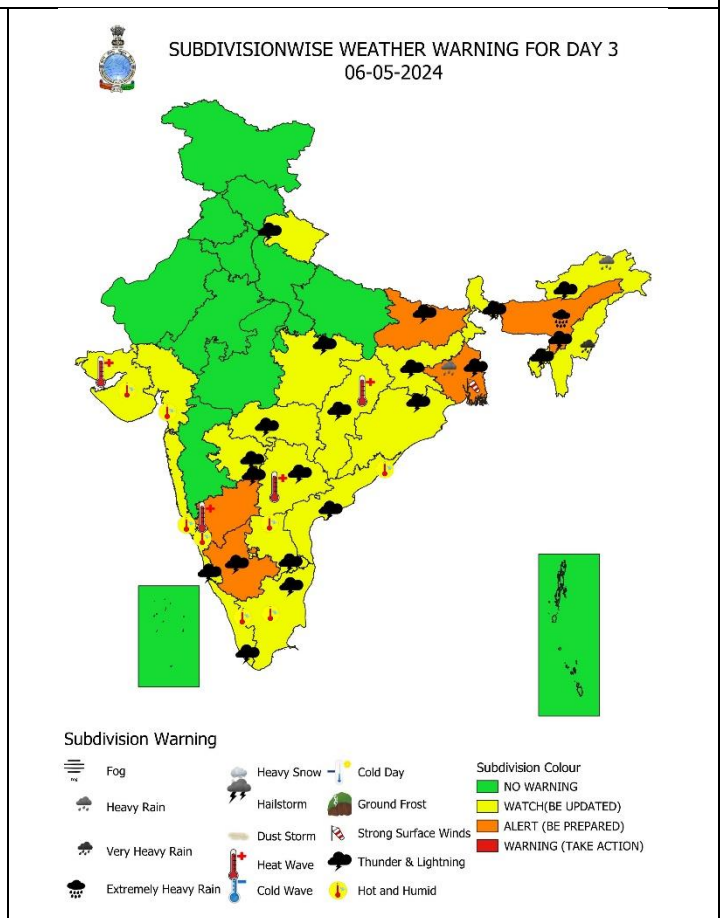 SUBDIVISIONWISE WEATHER WARNING FOR DAY 3
06-05-2024
Subdivision Warning
Fog
Heavy Rain
Very Heavy Rain
Extremely Heavy Rain
Heavy Snow
Hailstorm
Dust Storm
Heat Wave
Cold Wave
Cold Day
Ground Frost
Strong Surface Winds
Thunder & Lightning
Hot and Humid
Subdivision Colour
NO WARNING
WATCH(BE UPDATED)
ALERT (BE PREPARED)
WARNING (TAKE ACTION)